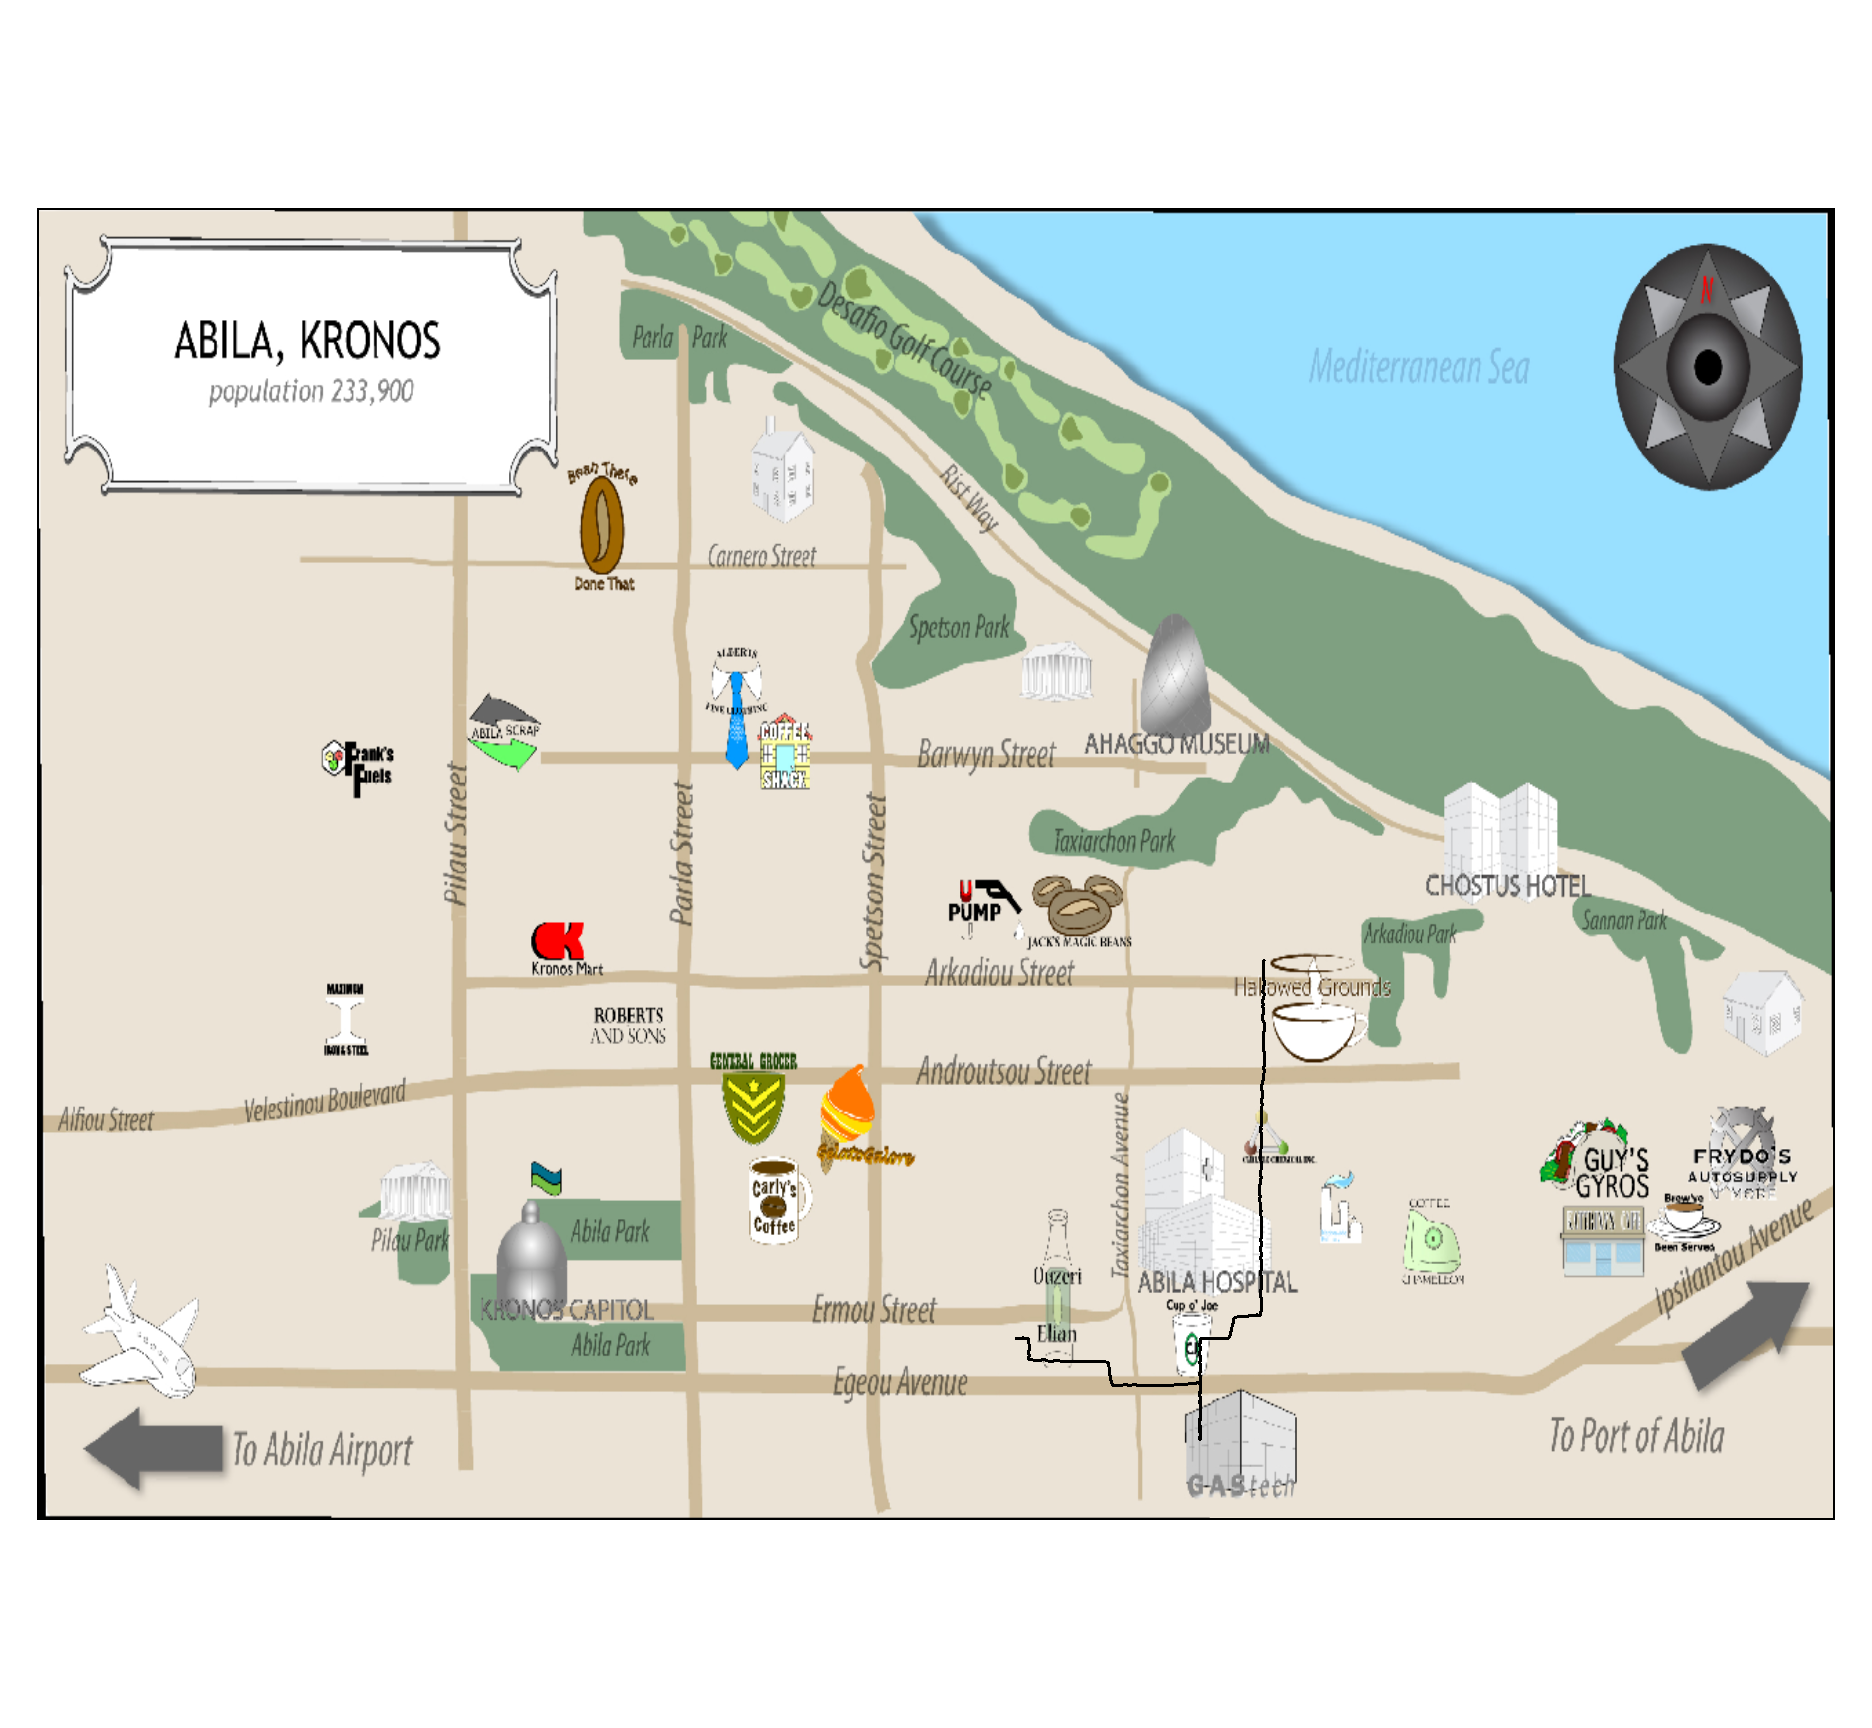 ABILA, KRONOS
population 233,900
Parla Park
Desafio Golf Course
Mediterranean Sea
N
Bean There
Done That
Rist Way
Carnero Street
Spetson Park
ALBERTS
FINE CLOTHING
ABILA SCRAP
Frank's
Fuels
COFFEE
SHACK
Barwyn Street
AHAGGO MUSEUM
Pilau Street
Parla Street
Spetson Street
Taxiarchon Park
CHOSTUS HOTEL
U
PUMP
JACK'S MAGIC BEANS
Arkadiou Park
Sannan Park
Kronos Mart
Arkadiou Street
Hallowed Grounds
MAXIMUM
IRON & STEEL
ROBERTS
AND SONS
GENERAL GROCER
Androutsou Street
Alfiou Street
Velestinou Boulevard
GelatoGalore
Taxiarchon Avenue
GUY'S
GYROS
FRYDO'S
AUTOSUPPLY
N' MORE
Carly's
Coffee
Abila Park
Pilau Park
COFFEE
CHAMELEON
Brew've
Been Served
Ouzeri
Elian
ABILA HOSPITAL
Cup o' Joe
KRONOS CAPITOL
Ermou Street
Ipsilantou Avenue
Abila Park
Egeou Avenue
To Abila Airport
GAStech
To Port of Abila